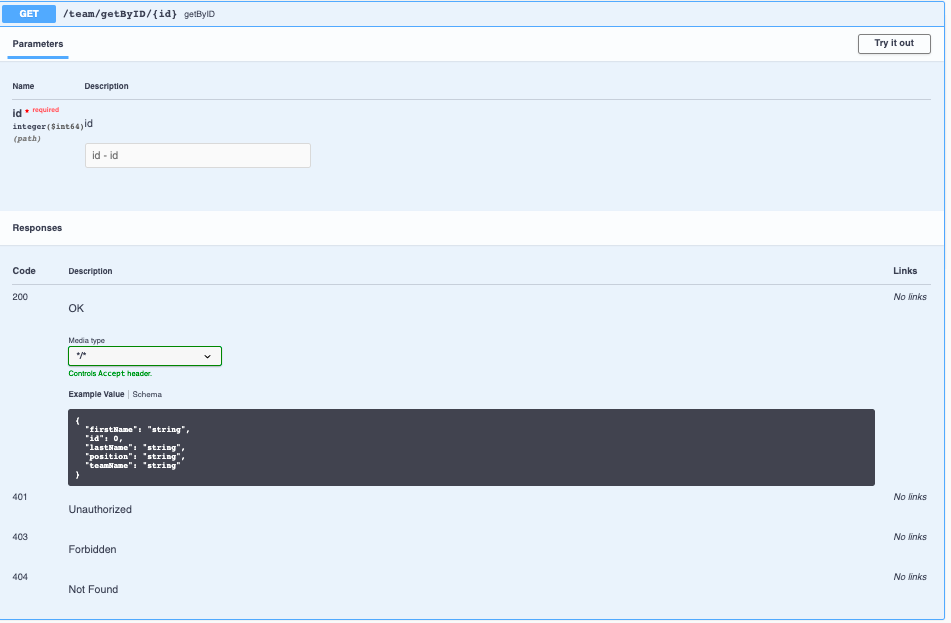 GET /team/getByID/{id} getByID
Parameters
Try it out
Name Description
id * required
integer($int64)
(path)
id
id - id
Responses
Code Description Links
200 No links
OK
Media type
*/*
Controls Accept header.
Example Value | Schema
{
"firstName": "string",
"id": 0,
"lastName": "string",
"position": "string",
"teamName": "string"
}
401 No links
Unauthorized
403 No links
Forbidden
404 No links
Not Found